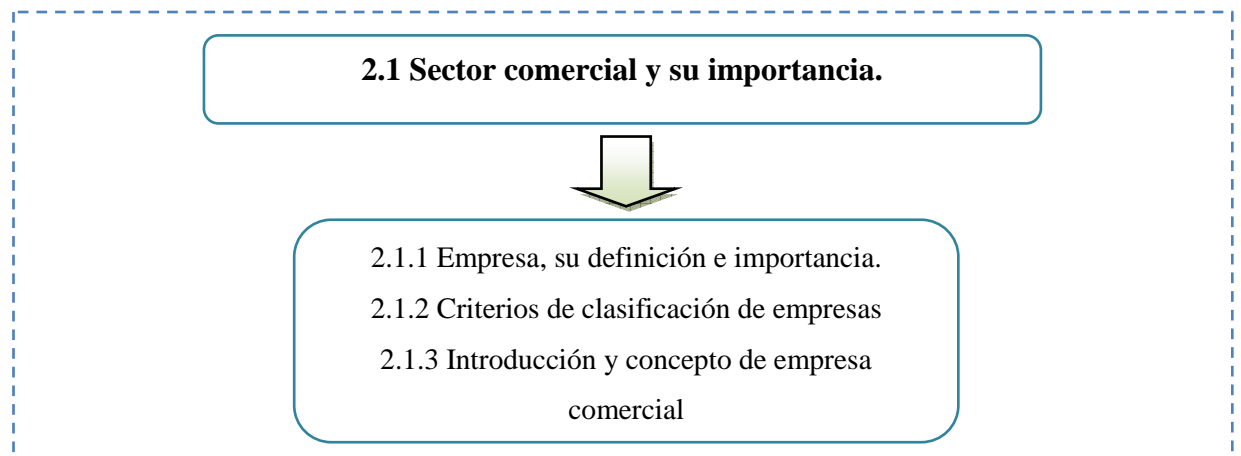 2.1 Sector comercial y su importancia.
2.1.1 Empresa, su definición e importancia.
2.1.2 Criterios de clasificación de empresas
2.1.3 Introducción y concepto de empresa
comercial